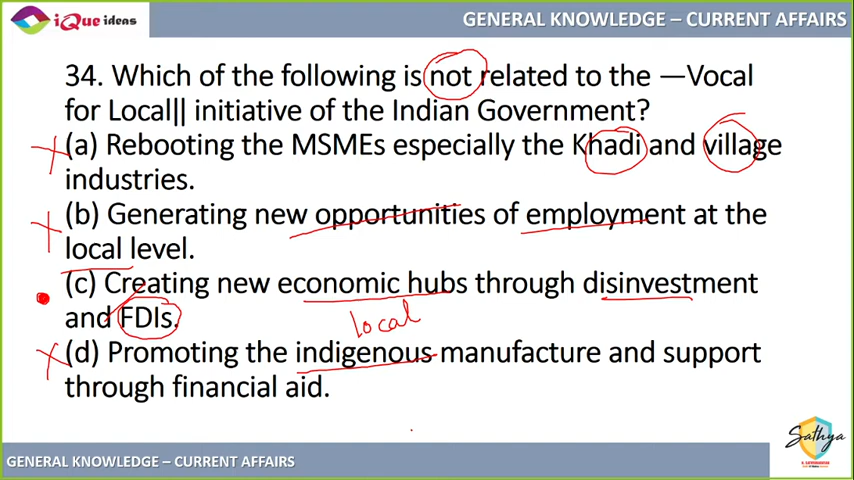 iQue ideas
GENERAL KNOWLEDGE – CURRENT AFFAIRS
34. Which of the following is not related to the ―Vocal
for Local|| initiative of the Indian Government?
(a) Rebooting the MSMEs especially the Khadi and village
industries.
(b) Generating new opportunities of employment at the
local level.
(c) Creating new economic hubs through disinvestment
and FDIs.
local
(d) Promoting the indigenous manufacture and support
through financial aid.
Sathya
GENERAL KNOWLEDGE – CURRENT AFFAIRS